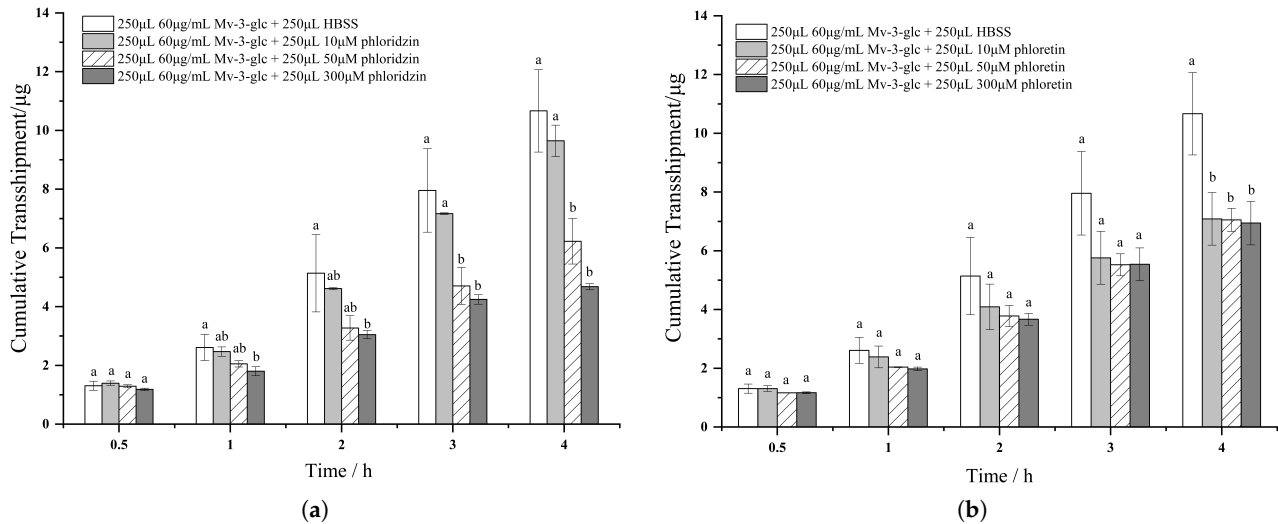 14
12
10
8
6
4
2
0
Cumulative Transshipment/μg
250μL 60μg/mL Mv-3-glc + 250μL HBSS
250μL 60μg/mL Mv-3-glc + 250μL 10μM phloridzin
250μL 60μg/mL Mv-3-glc + 250μL 50μM phloridzin
250μL 60μg/mL Mv-3-glc + 250μL 300μM phloridzin
a a a a
a ab ab b
a ab ab b
a a b b
a a b b
0.5 1 2 3 4
Time / h
(a)
14
12
10
8
6
4
2
0
Cumulative Transshipment/μg
250μL 60μg/mL Mv-3-glc + 250μL HBSS
250μL 60μg/mL Mv-3-glc + 250μL 10μM phloretin
250μL 60μg/mL Mv-3-glc + 250μL 50μM phloretin
250μL 60μg/mL Mv-3-glc + 250μL 300μM phloretin
a a a a
a a a a
a a a a
a a a a
a b b b
0.5 1 2 3 4
Time / h
(b)